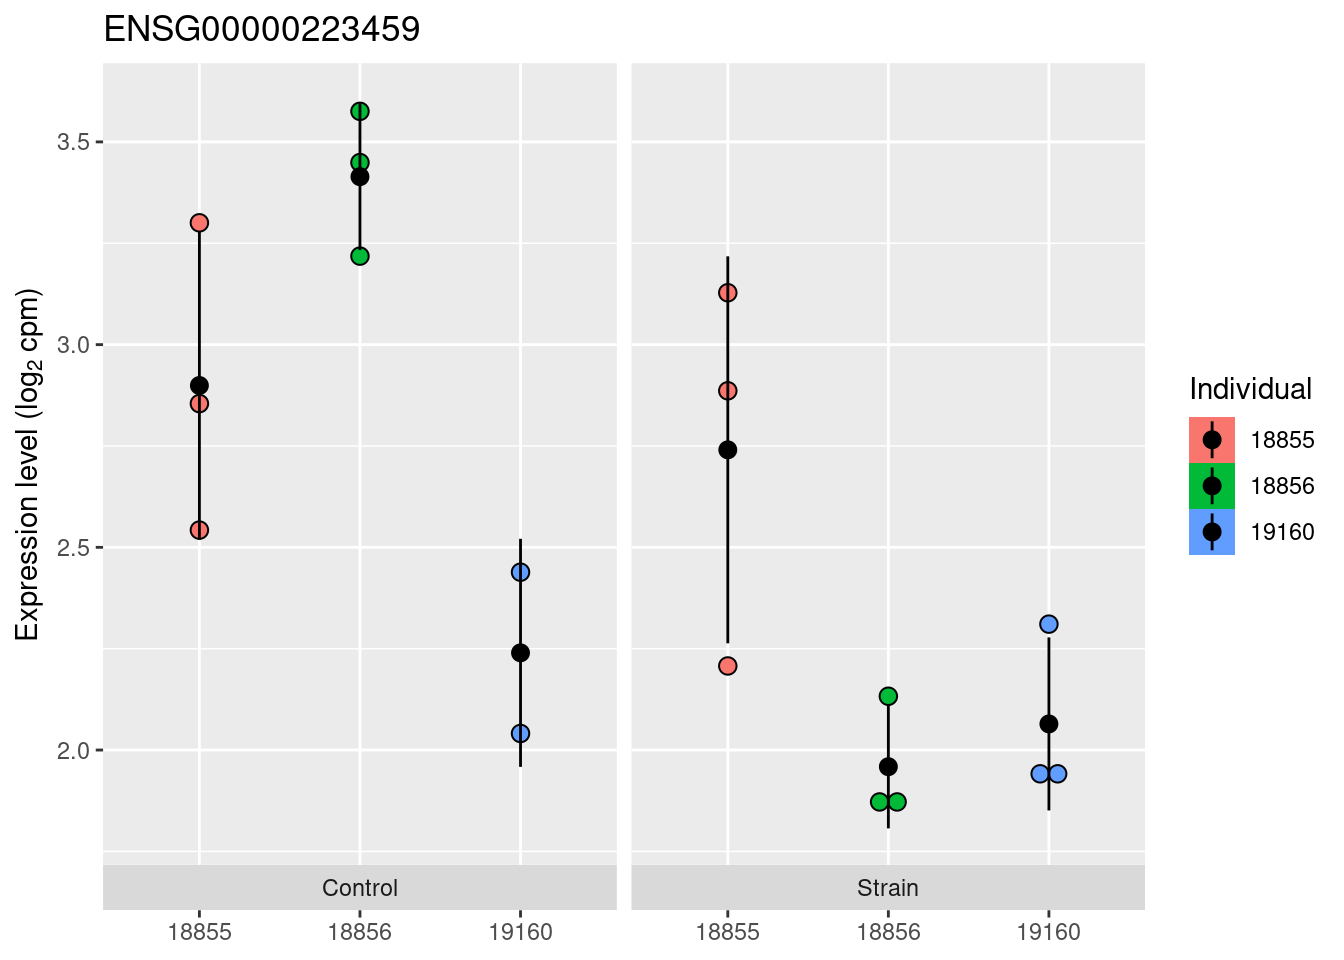 ENSG00000223459
Expression level (log₂ cpm)
3.5
3.0
2.5
2.0
Control
Strain
18855
18856
19160
18855
18856
19160
Individual
18855
18856
19160